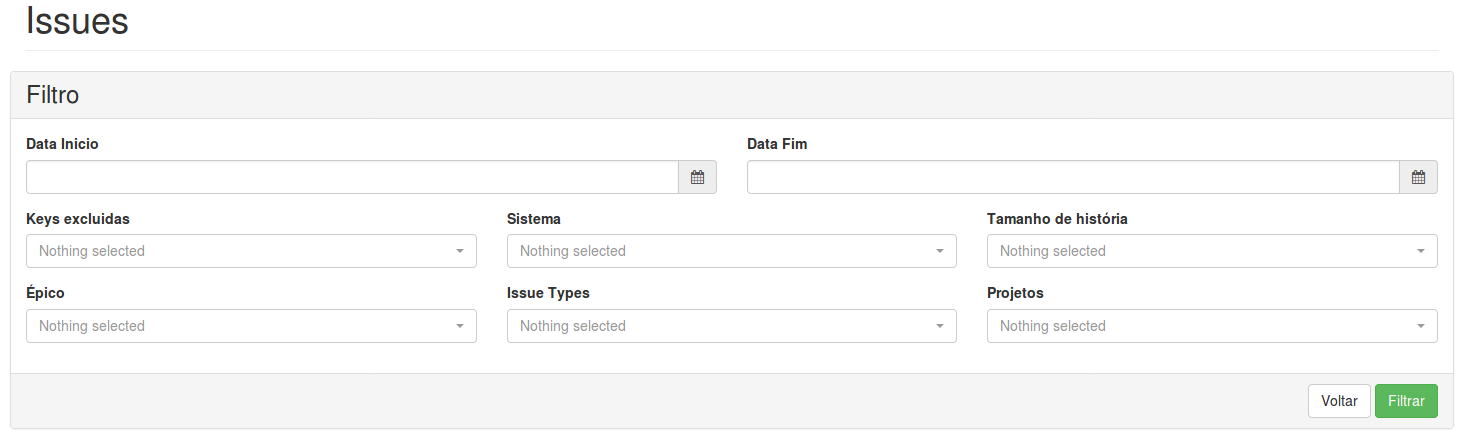 Issues
Filtro
Data Inicio Data Fim
Keys excluidas Sistema Tamanho de história
Nothing selected Nothing selected Nothing selected
Épico Issue Types Projetos
Nothing selected Nothing selected Nothing selected
Voltar Filtrar